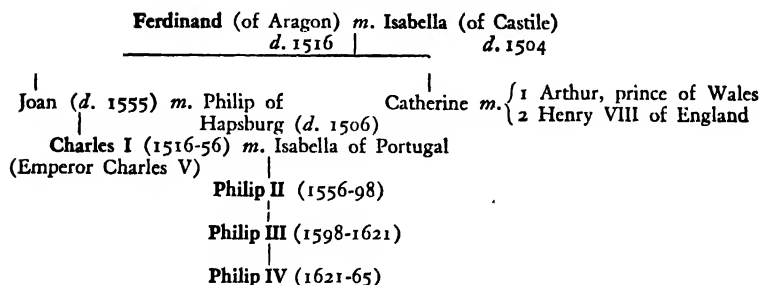 Ferdinand (of Aragon) m. Isabella (of Castile)
d. 1516 d. 1504
Joan (d. 1555) m. Philip of
Hapsburg (d. 1506)
Catherine m. { 1 Arthur, prince of Wales
2 Henry VIII of England
Charles I (1516-56) m. Isabella of Portugal
(Emperor Charles V)
Philip II (1556-98)
Philip III (1598-1621)
Philip IV (1621-65)